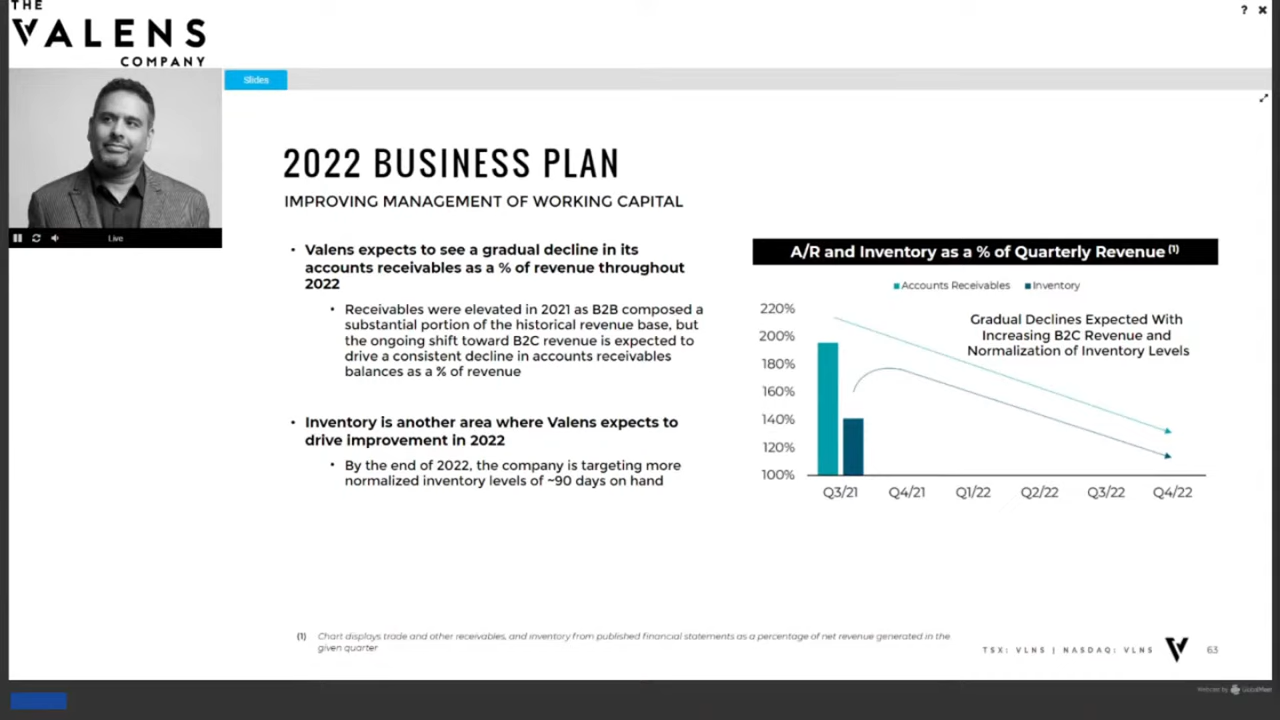 THE
VALENS
COMPANY
? ×
Slides
Live
2022 BUSINESS PLAN
IMPROVING MANAGEMENT OF WORKING CAPITAL
• Valens expects to see a gradual decline in its
accounts receivables as a % of revenue throughout
2022
• Receivables were elevated in 2021 as B2B composed a
substantial portion of the historical revenue base, but
the ongoing shift toward B2C revenue is expected to
drive a consistent decline in accounts receivables
balances as a % of revenue
• Inventory is another area where Valens expects to
drive improvement in 2022
• By the end of 2022, the company is targeting more
normalized inventory levels of ~90 days on hand
A/R and Inventory as a % of Quarterly Revenue (1)
Accounts Receivables Inventory
Gradual Declines Expected With
Increasing B2C Revenue and
Normalization of Inventory Levels
220%
200%
180%
160%
140%
120%
100%
Q3/21 Q4/21 Q1/22 Q2/22 Q3/22 Q4/22
(1) Chart displays trade and other receivables, and inventory from published financial statements as a percentage of net revenue generated in the
given quarter
TSX: VLNS | NASDAQ: VLNS 63
Webcast by GlobalMeet